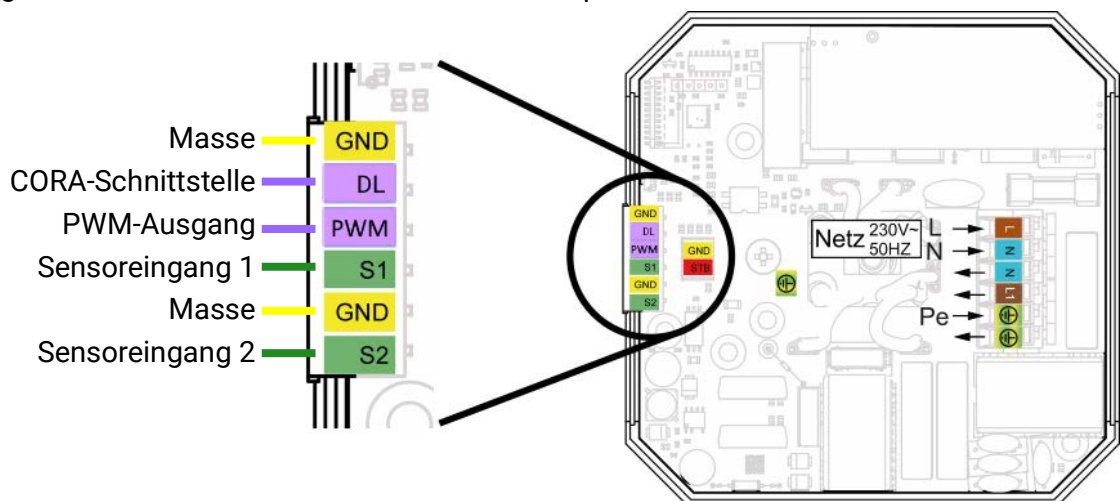 Masse GND
CORA-Schnittstelle DL
PWM-Ausgang PWM
Sensoreingang 1 S1
Masse GND
Sensoreingang 2 S2
GND
DL
PWM
S1
GND
S2
GND
STB
Netz 230V~ 50HZ
L L
N N
N
L1
Pe